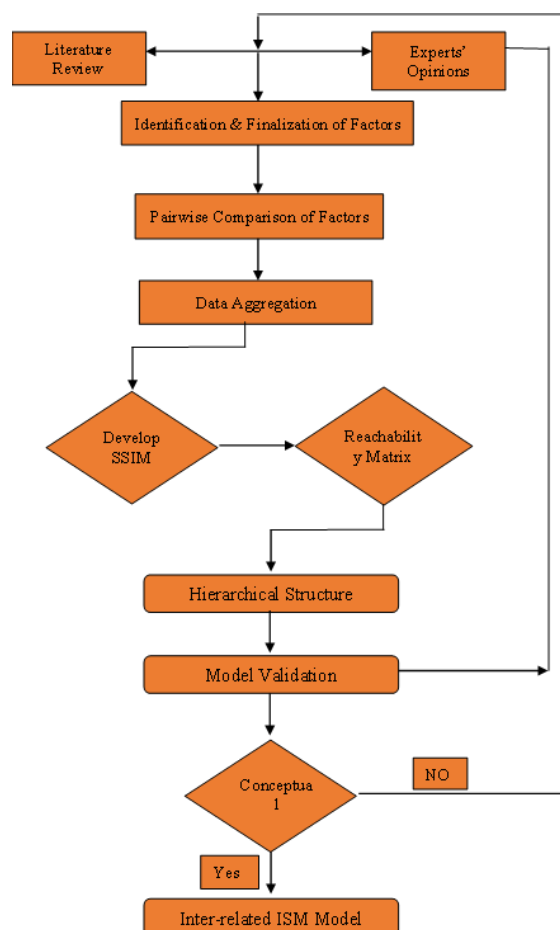 Literature
Review
Experts'
Opinions
Identification & Finalization of Factors
Pairwise Comparison of Factors
Data Aggregation
Develop
SSIM
Reachabilit
y Matrix
Hierarchical Structure
Model Validation
Conceptua
l
NO
Yes
Inter-related ISM Model